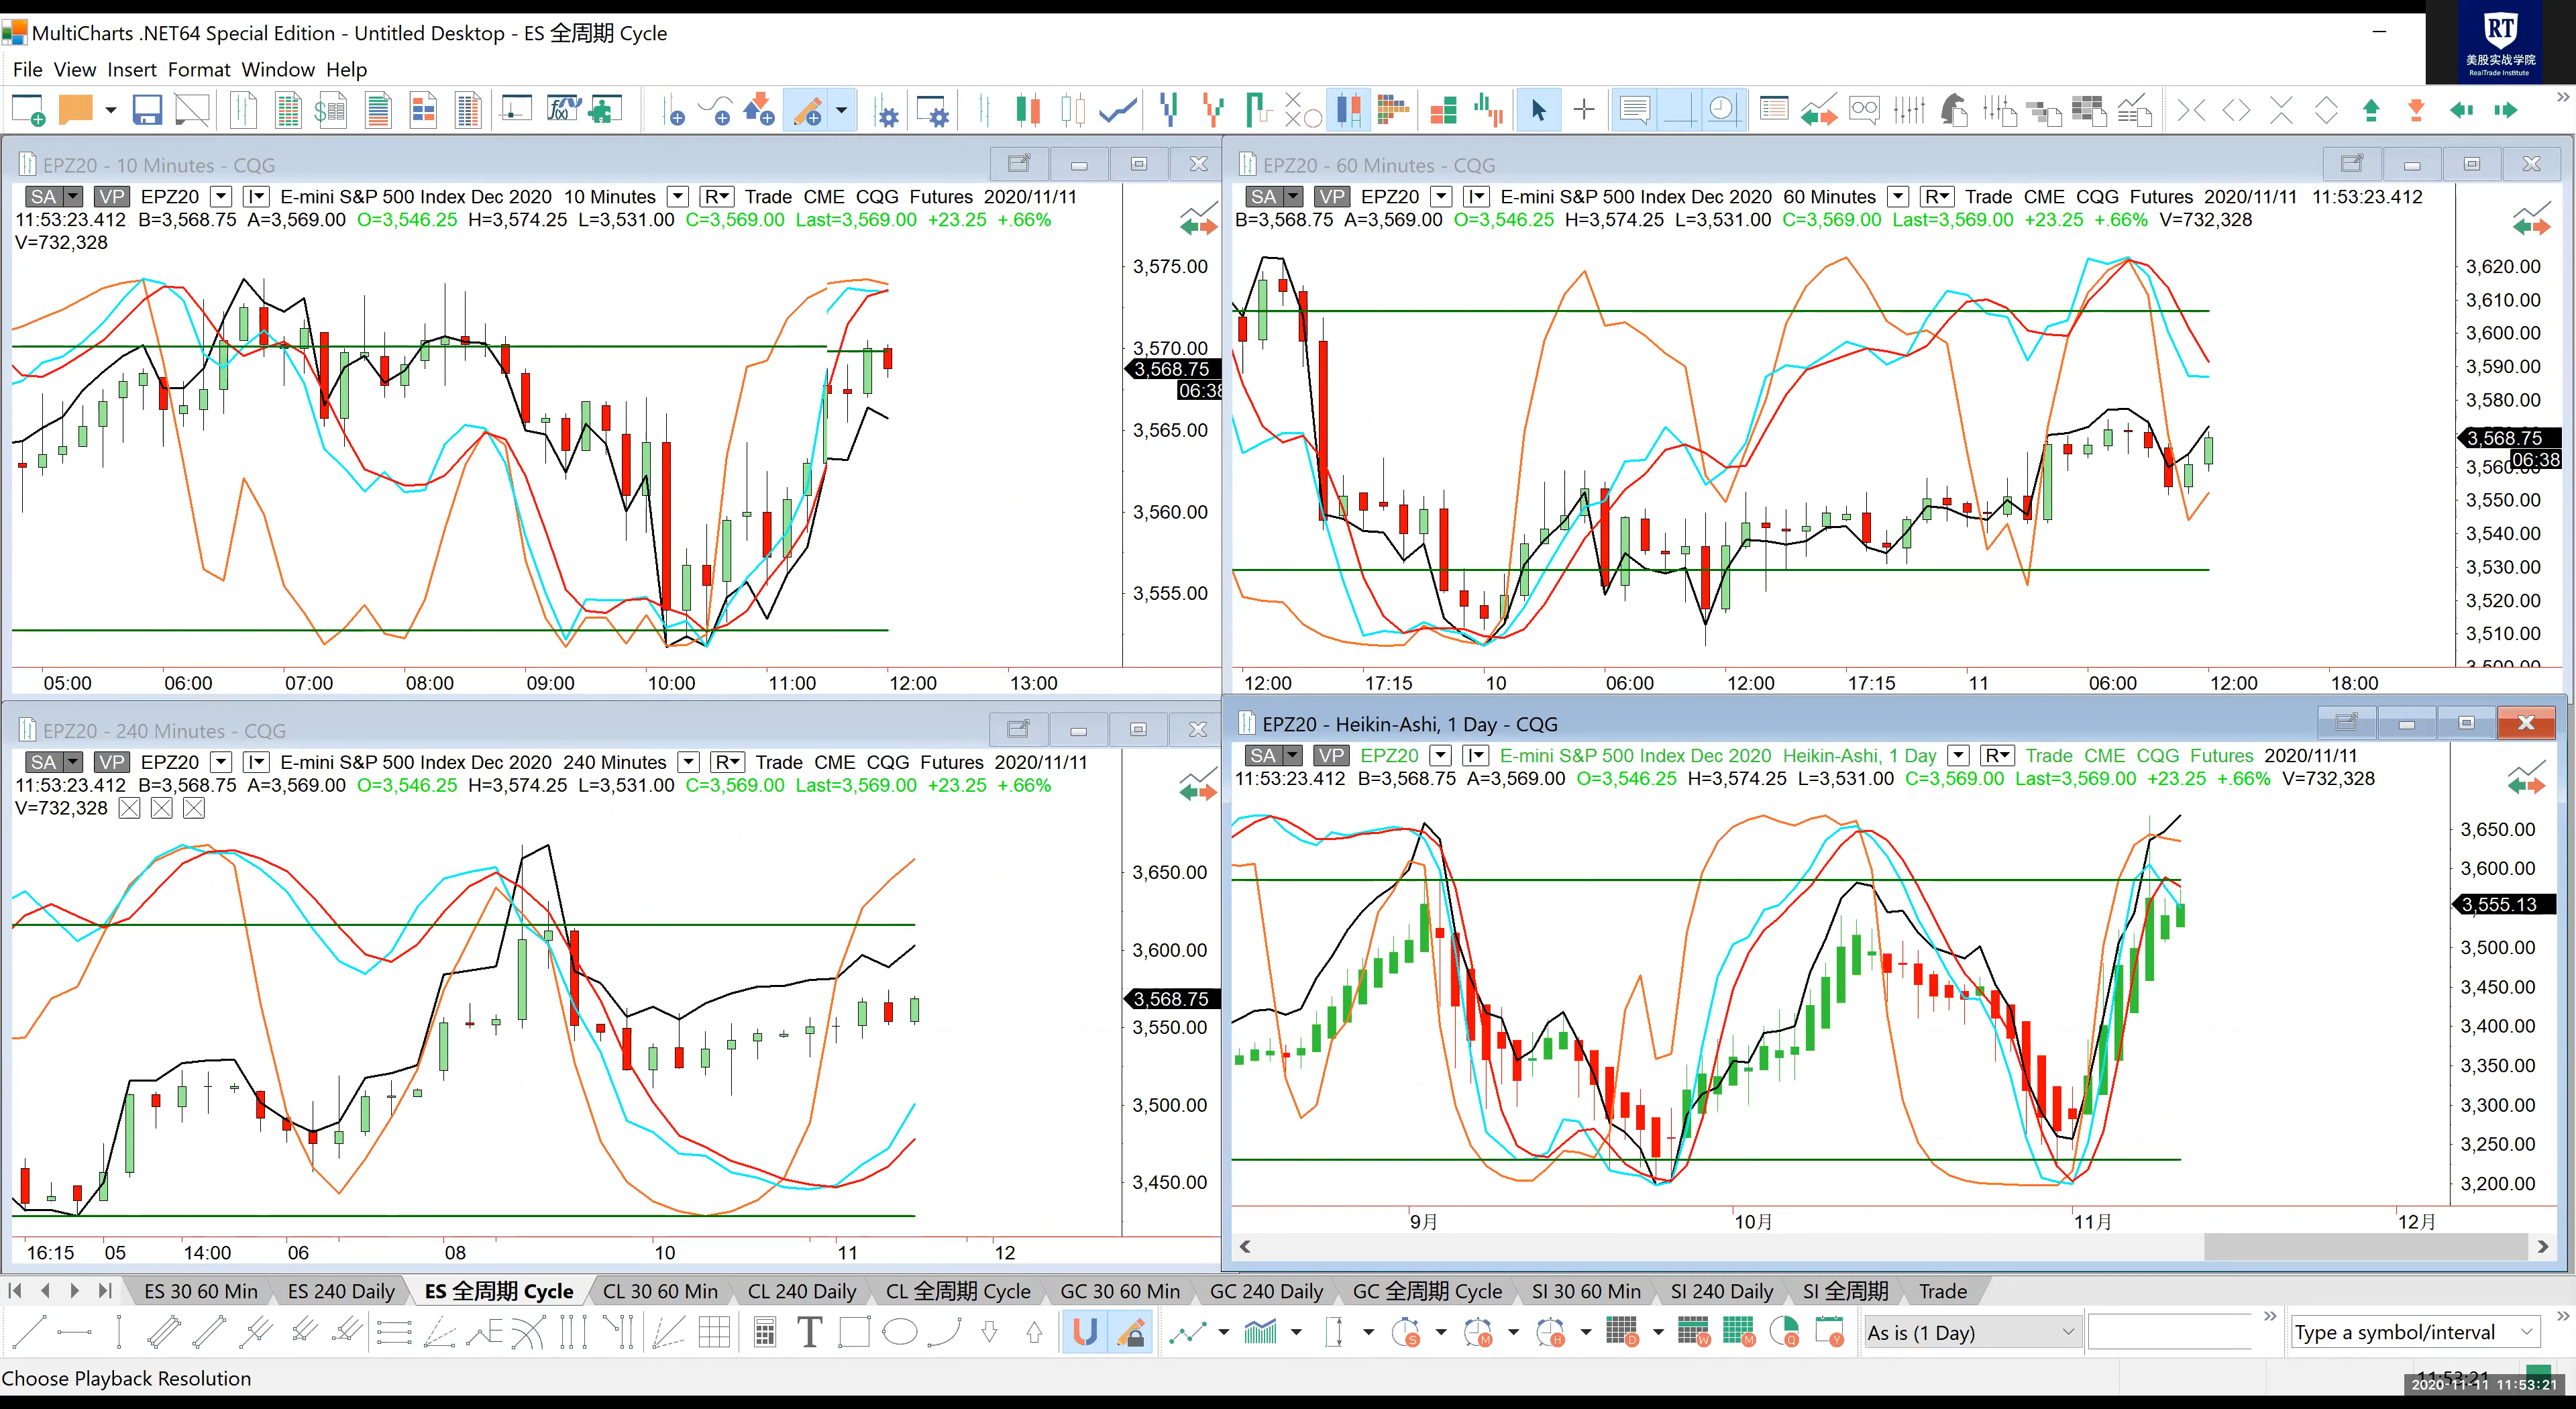 MultiCharts .NET64 Special Edition - Untitled Desktop - ES 全周期 Cycle
RT
美股实战学院
RealTrade Institute
File View Insert Format Window Help
EPZ20 - 10 Minutes - CQG
SA VP EPZ20 I E-mini S&P 500 Index Dec 2020 10 Minutes R Trade CME CQG Futures 2020/11/11
11:53:23.412 B=3,568.75 A=3,569.00 O=3,546.25 H=3,574.25 L=3,531.00 C=3,569.00 Last=3,569.00 +23.25 +.66%
V=732,328
3,575.00
3,570.00
3,568.75
06:38
3,565.00
3,560.00
3,555.00
05:00 06:00 07:00 08:00 09:00 10:00 11:00 12:00 13:00
EPZ20 - 60 Minutes - CQG
SA VP EPZ20 I E-mini S&P 500 Index Dec 2020 60 Minutes R Trade CME CQG Futures 2020/11/11 11:53:23.412
B=3,568.75 A=3,569.00 O=3,546.25 H=3,574.25 L=3,531.00 C=3,569.00 Last=3,569.00 +23.25 +.66% V=732,328
3,620.00
3,610.00
3,600.00
3,590.00
3,580.00
3,568.75
06:38
3,560.00
3,550.00
3,540.00
3,530.00
3,520.00
3,510.00
3,500.00
12:00 17:15 10 06:00 12:00 17:15 11 06:00 12:00 18:00
EPZ20 - 240 Minutes - CQG
SA VP EPZ20 I E-mini S&P 500 Index Dec 2020 240 Minutes R Trade CME CQG Futures 2020/11/11
11:53:23.412 B=3,568.75 A=3,569.00 O=3,546.25 H=3,574.25 L=3,531.00 C=3,569.00 Last=3,569.00 +23.25 +.66%
V=732,328
3,650.00
3,600.00
3,568.75
3,550.00
3,500.00
3,450.00
16:15 05 14:00 06 08 10 11 12
EPZ20 - Heikin-Ashi, 1 Day - CQG
SA VP EPZ20 I E-mini S&P 500 Index Dec 2020 Heikin-Ashi, 1 Day R Trade CME CQG Futures 2020/11/11
11:53:23.412 B=3,568.75 A=3,569.00 O=3,546.25 H=3,574.25 L=3,531.00 C=3,569.00 Last=3,569.00 +23.25 +.66% V=732,328
3,650.00
3,600.00
3,555.13
3,500.00
3,450.00
3,400.00
3,350.00
3,300.00
3,250.00
3,200.00
9月 10月 11月 12月
ES 30 60 Min ES 240 Daily ES 全周期 Cycle CL 30 60 Min CL 240 Daily CL 全周期 Cycle GC 30 60 Min GC 240 Daily GC 全周期 Cycle SI 30 60 Min SI 240 Daily SI 全周期 Trade
As is (1 Day) Type a symbol/interval
Choose Playback Resolution
11:53:21
2020-11-11 11:53:21